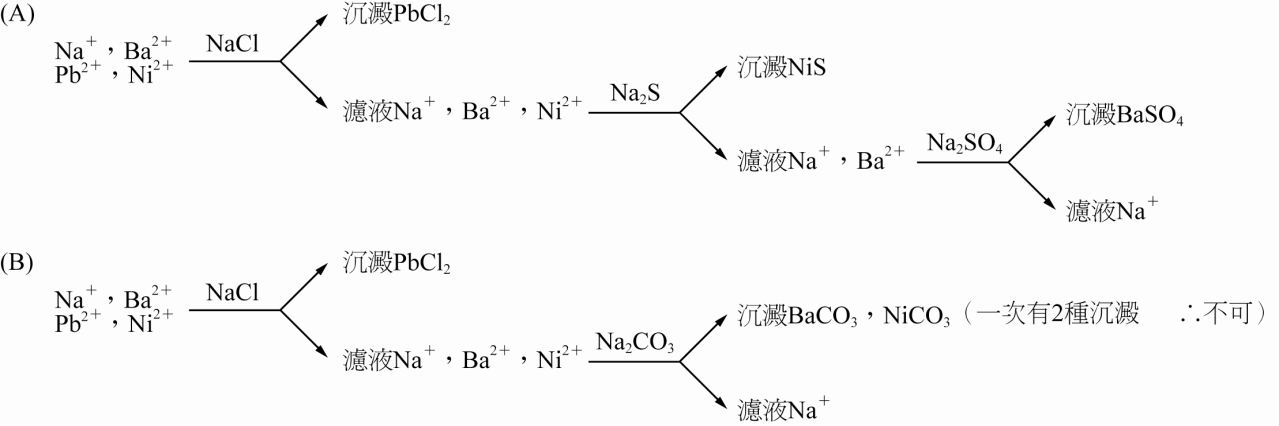 (A)
沉澱PbCl₂
Na⁺，Ba²⁺
Pb²⁺，Ni²⁺
NaCl
濾液Na⁺，Ba²⁺，Ni²⁺
Na₂S
沉澱NiS
濾液Na⁺，Ba²⁺
Na₂SO₄
沉澱BaSO₄
濾液Na⁺
(B)
沉澱PbCl₂
Na⁺，Ba²⁺
Pb²⁺，Ni²⁺
NaCl
濾液Na⁺，Ba²⁺，Ni²⁺
Na₂CO₃
沉澱BaCO₃，NiCO₃（一次有2種沉澱 ∴不可）
濾液Na⁺